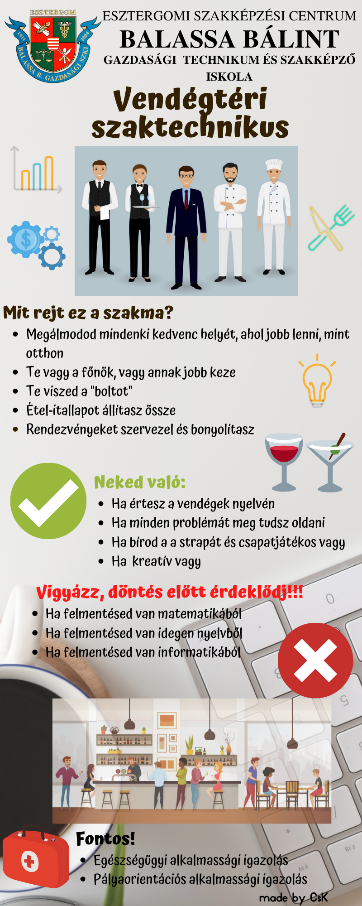 ESZTERGOM
BALASSA B. GAZDASÁGI SZKI
ESZTERGOMI SZAKKÉPZÉSI CENTRUM
BALASSA BÁLINT
GAZDASÁGI TECHNIKUM ÉS SZAKKÉPZŐ
ISKOLA
Vendégtéri
szaktechnikus
Mit rejt ez a szakma?
• Megálmodod mindenki kedvenc helyét, ahol jobb lenni, mint
otthon
• Te vagy a főnök, vagy annak jobb keze
• Te viszed a "boltot"
• Étel-itallapot állítasz össze
• Rendezvényeket szervezel és bonyolítasz
Neked való:
• Ha értesz a vendégek nyelvén
• Ha minden problémát meg tudsz oldani
• Ha bírod a a strapát és csapatjátékos vagy
• Ha kreatív vagy
Vigyázz, döntés előtt érdeklődj!!!
• Ha felmentésed van matematikából
• Ha felmentésed van idegen nyelvből
• Ha felmentésed van informatikából
Fontos!
• Egészségügyi alkalmassági igazolás
• Pályaorientációs alkalmassági igazolás
made by CsK